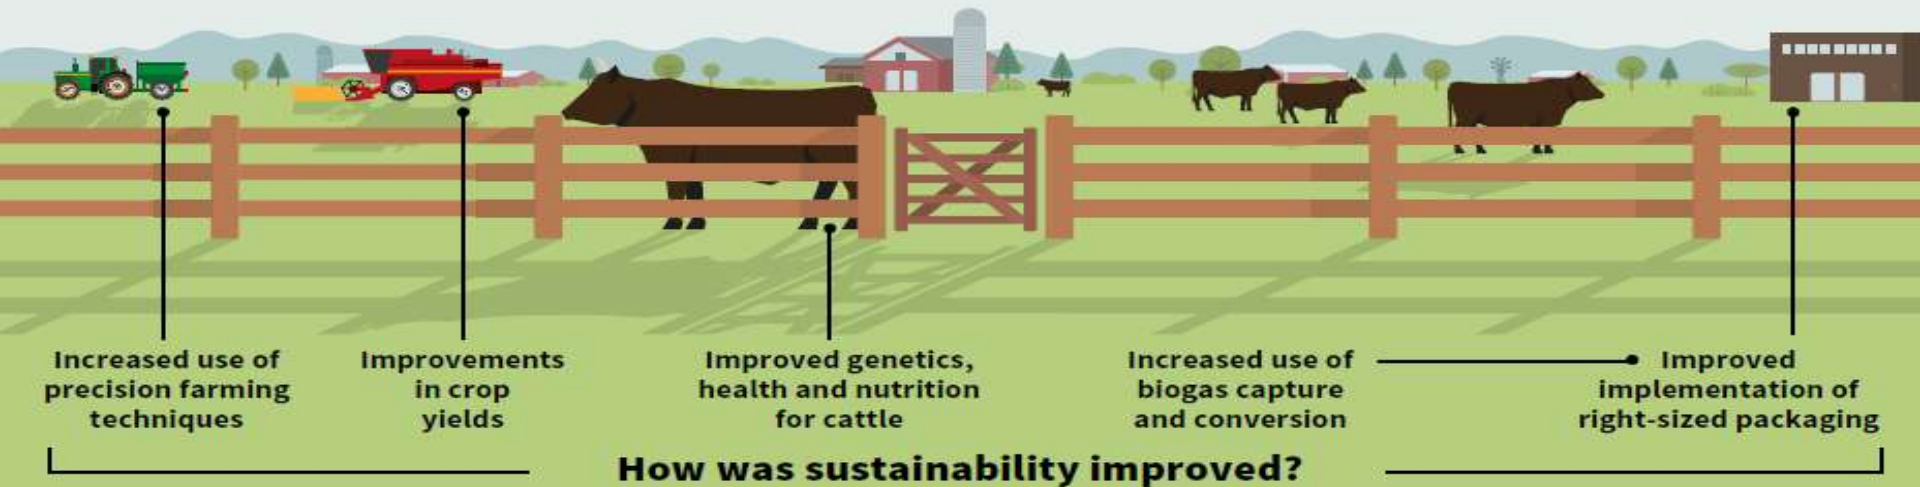 Increased use of
precision farming
techniques
Improvements
in crop
yields
Improved genetics,
health and nutrition
for cattle
Increased use of
biogas capture
and conversion
Improved
implementation of
right-sized packaging
How was sustainability improved?